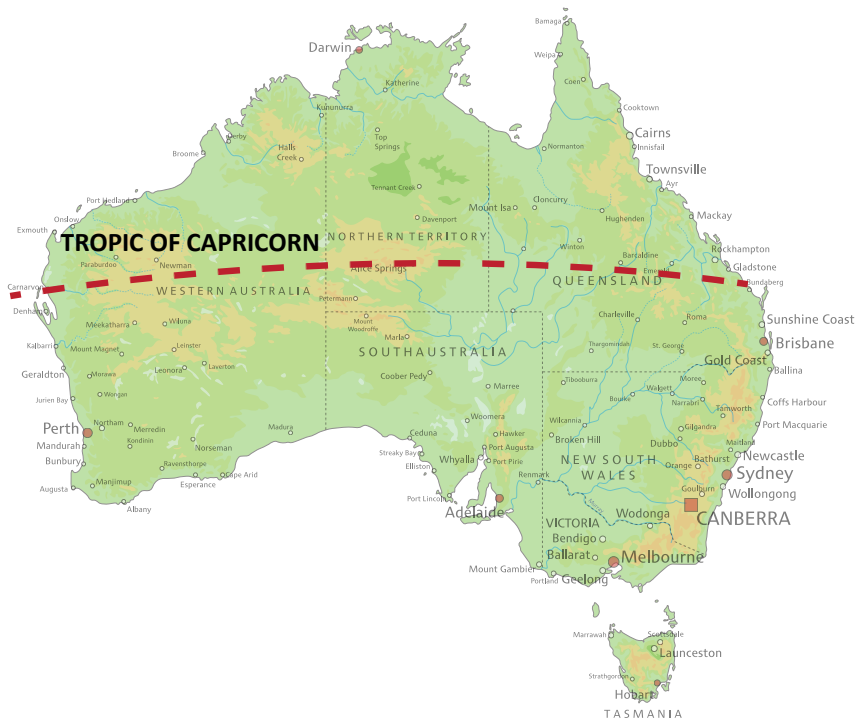 Bamaga
Darwin
Weipa
Coen
Katherine
Kununurra
Cooktown
Derby
Top
Springs
Cairns
Innisfail
Broome
Halls
Creek
Normanton
Townsville
Ayr
Tennant Creek
Port Hedland
Mount Isa
Cloncurry
Onslow
Davenport
Hughenden
Mackay
Exmouth
TROPIC OF CAPRICORN
NORTHERN TERRITORY
Winton
Rockhampton
Paraburdoo
Newman
Barcaldine
Emerald
Gladstone
Alice Springs
QUEENSLAND
Carnarvon
WESTERN AUSTRALIA
Bundaberg
Petermann
Denham
Meekatharra
Wiluna
Mount
Woodroffe
Charleville
Roma
Sunshine Coast
Marla
Kalbarri
Mount Magnet
Leinster
SOUTHAUSTRALIA
Thargomindah
St. George
Brisbane
Gold Coast
Geraldton
Morawa
Leonora
Laverton
Coober Pedy
Ballina
Marree
Tibooburra
Moree
Jurien Bay
Wongan
Bourke
Walgett
Narrabri
Coffs Harbour
Woomera
Tamworth
Perth
Northam
Merredin
Madura
Ceduna
Hawker
Wilcannia
Gilgandra
Port Macquarie
Mandurah
Kondinin
Norseman
Streaky Bay
Port Augusta
Broken Hill
Dubbo
Maitland
Newcastle
Bunbury
Ravensthorpe
Elliston
Whyalla
Port Pirie
NEW SOUTH
WALES
Orange
Bathurst
Augusta
Manjimup
Esperance
Cape Arid
Renmark
Sydney
Albany
Port Lincoln
Goulburn
Wollongong
Adelaide
Murray
Wodonga
CANBERRA
VICTORIA
Bendigo
Ballarat
Melbourne
Mount Gambier
Portland
Geelong
Marrawah
Scottsdale
Launceston
Strathgordon
Hobart
TASMANIA